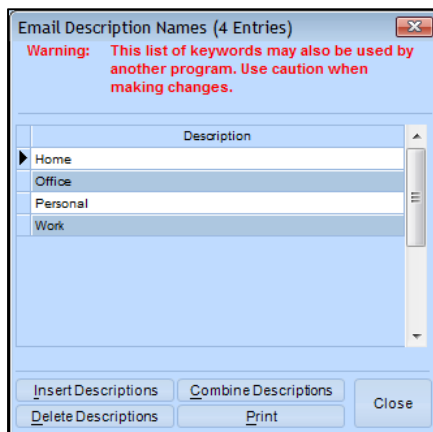 Email Description Names (4 Entries)
Warning: This list of keywords may also be used by
another program. Use caution when
making changes.
Description
Home
Office
Personal
Work
Insert Descriptions Combine Descriptions
Close
Delete Descriptions Print